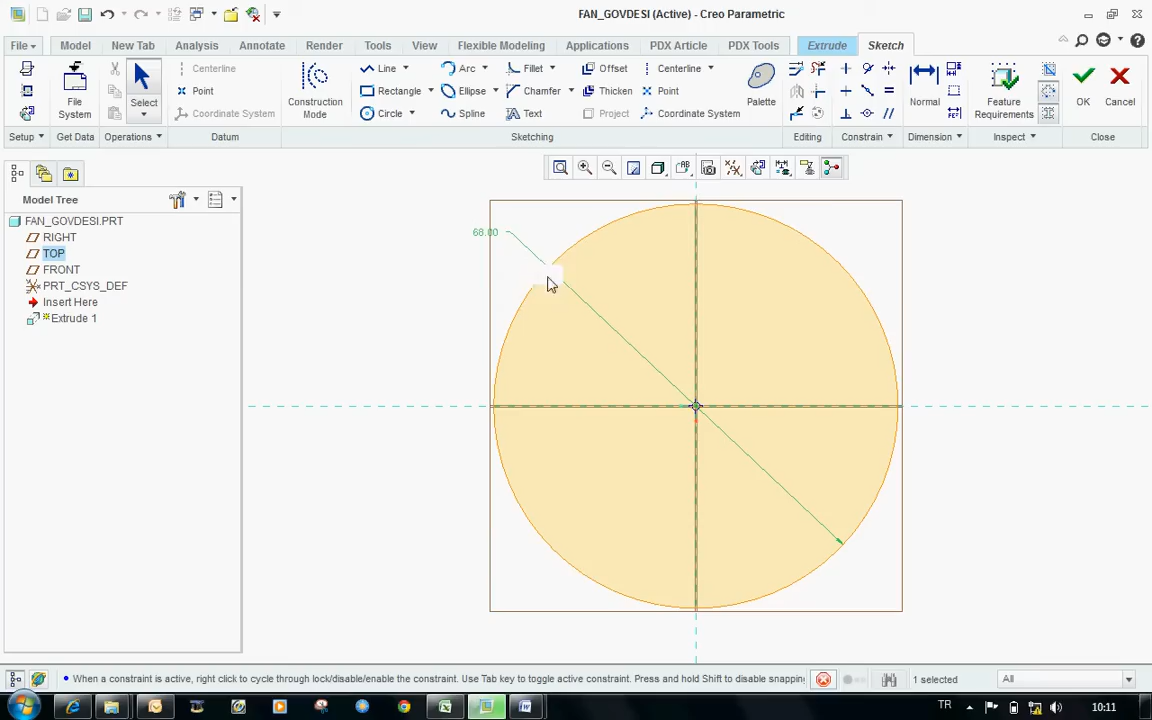 FAN_GOVDESI (Active) - Creo Parametric
File Model New Tab Analysis Annotate Render Tools View Flexible Modeling Applications PDX Article PDX Tools Extrude Sketch
Centerline
Point
Coordinate System
File System
Select
Construction Mode
Line Arc Fillet Offset Centerline
Rectangle Ellipse Chamfer Thicken Point
Circle Spline Text Project Coordinate System
Palette
Normal
Feature Requirements
OK Cancel
Setup Get Data Operations Datum Sketching Editing Constrain Dimension Inspect Close
Model Tree
FAN_GOVDESI.PRT
RIGHT
TOP
FRONT
PRT_CSYS_DEF
Insert Here
Extrude 1
68.00
When a constraint is active, right click to cycle through lock/disable/enable the constraint. Use Tab key to toggle active constraint. Press and hold Shift to disable snapping
1 selected
All
TR
10:11